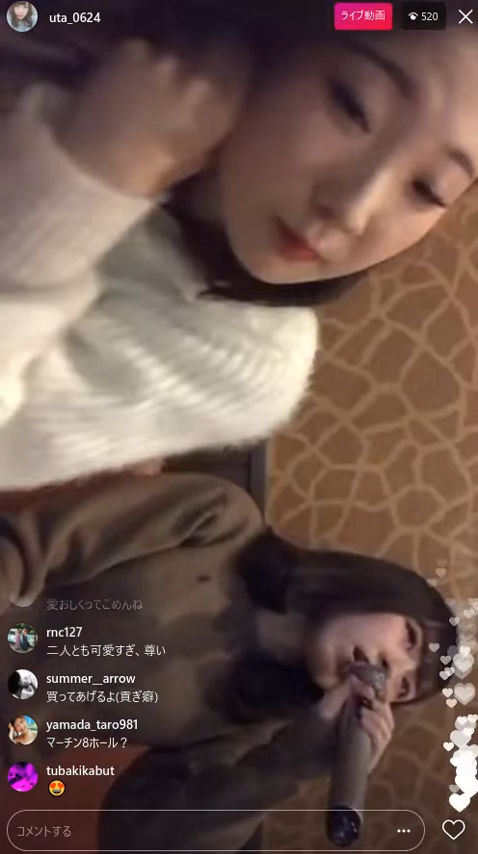 uta_0624
ライブ動画
520
愛おしくってごめんね
rnc127
二人とも可愛すぎ、尊い
summer__arrow
買ってあげるよ(貢ぎ癖)
yamada_taro981
マーチン8ホール？
tubakikabut
コメントする